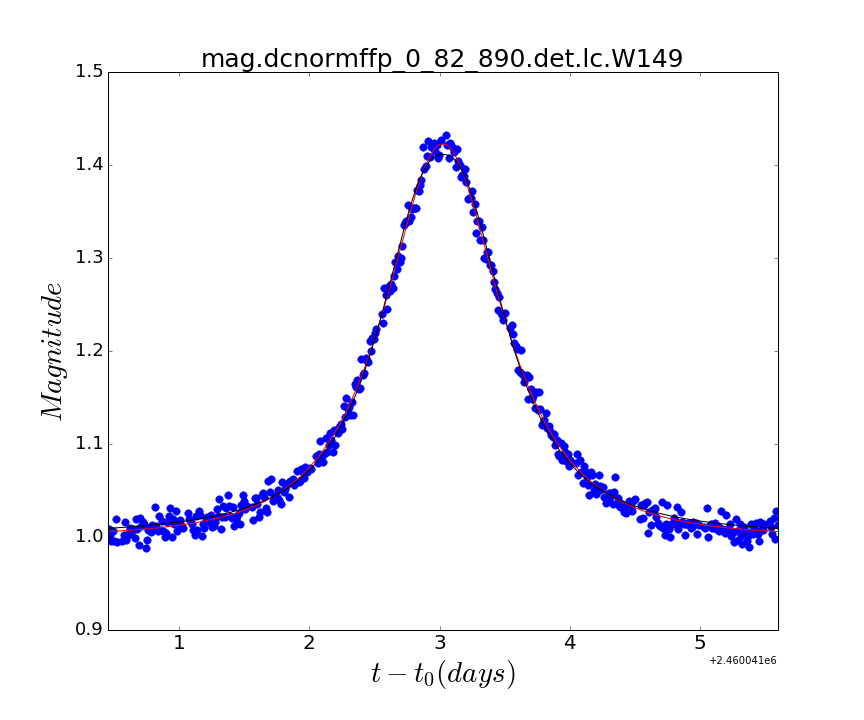 mag.dcnormffp_0_82_890.det.lc.W149
1.5
1.4
1.3
1.2
1.1
1.0
0.9
Magnitude
1 2 3 4 5
+2.460041e6
t − t₀(days)